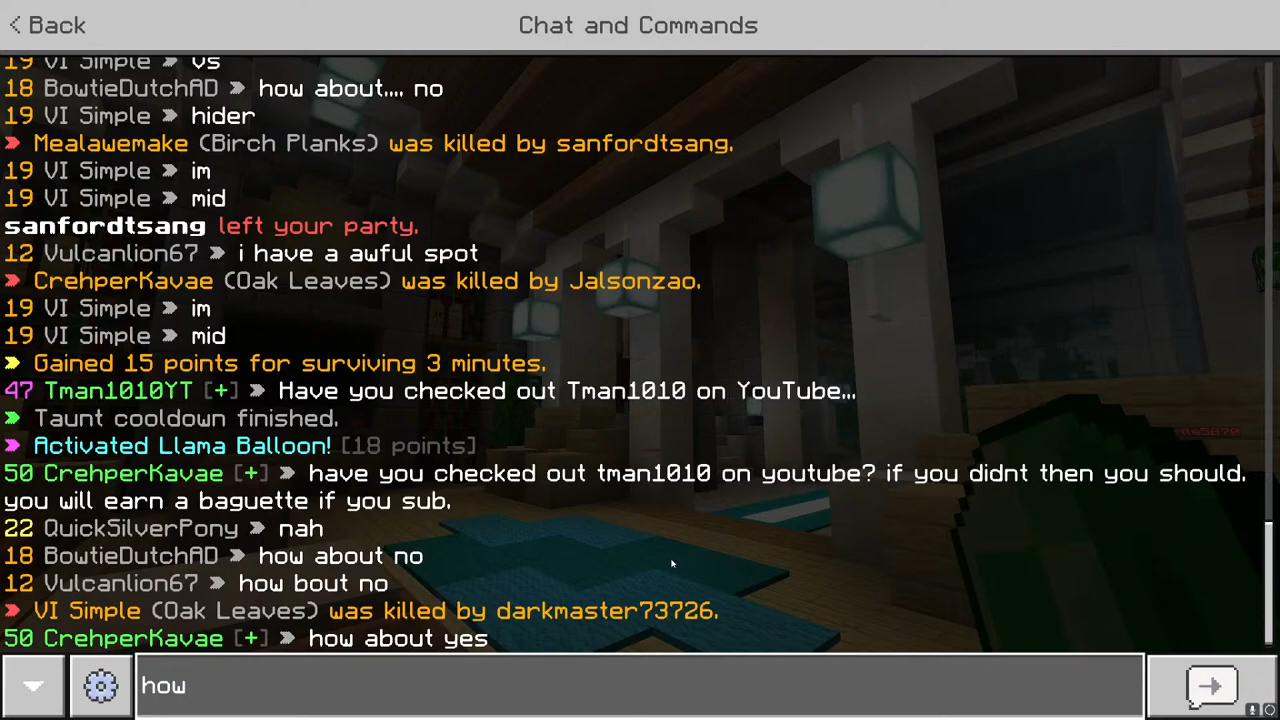 Back
Chat and Commands
19 VI Simple » vs
18 BowtieDutchAD » how about.... no
19 VI Simple » hider
» Mealawemake (Birch Planks) was killed by sanfordtsang.
19 VI Simple » im
19 VI Simple » mid
sanfordtsang left your party.
12 Vulcanlion67 » i have a awful spot
» CrehperKavae (Oak Leaves) was killed by Jalsonzao.
19 VI Simple » im
19 VI Simple » mid
» Gained 15 points for surviving 3 minutes.
47 Tman1010YT [+] » Have you checked out Tman1010 on YouTube...
» Taunt cooldown finished.
» Activated Llama Balloon! [18 points]
50 CrehperKavae [+] » have you checked out tman1010 on youtube? if you didnt then you should.
you will earn a baguette if you sub.
22 QuickSilverPony » nah
18 BowtieDutchAD » how about no
12 Vulcanlion67 » how bout no
» VI Simple (Oak Leaves) was killed by darkmaster73726.
50 CrehperKavae [+] » how about yes
how